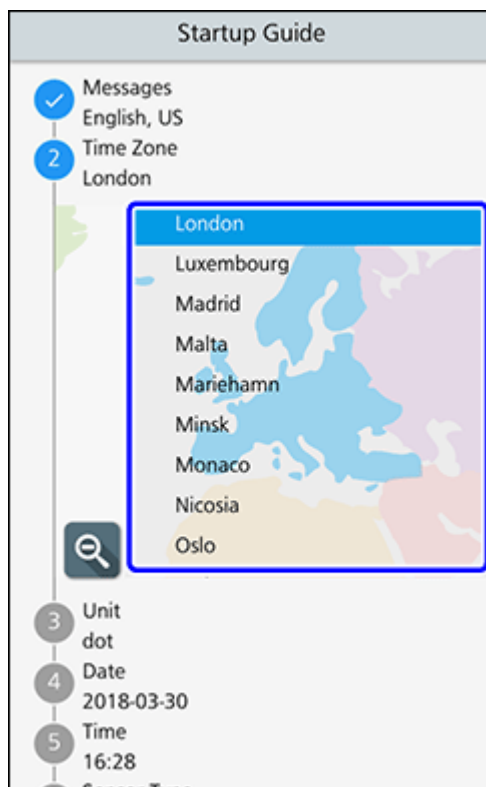 Startup Guide
Messages
English, US
2
Time Zone
London
London
Luxembourg
Madrid
Malta
Mariehamn
Minsk
Monaco
Nicosia
Oslo
3
Unit
dot
4
Date
2018-03-30
5
Time
16:28